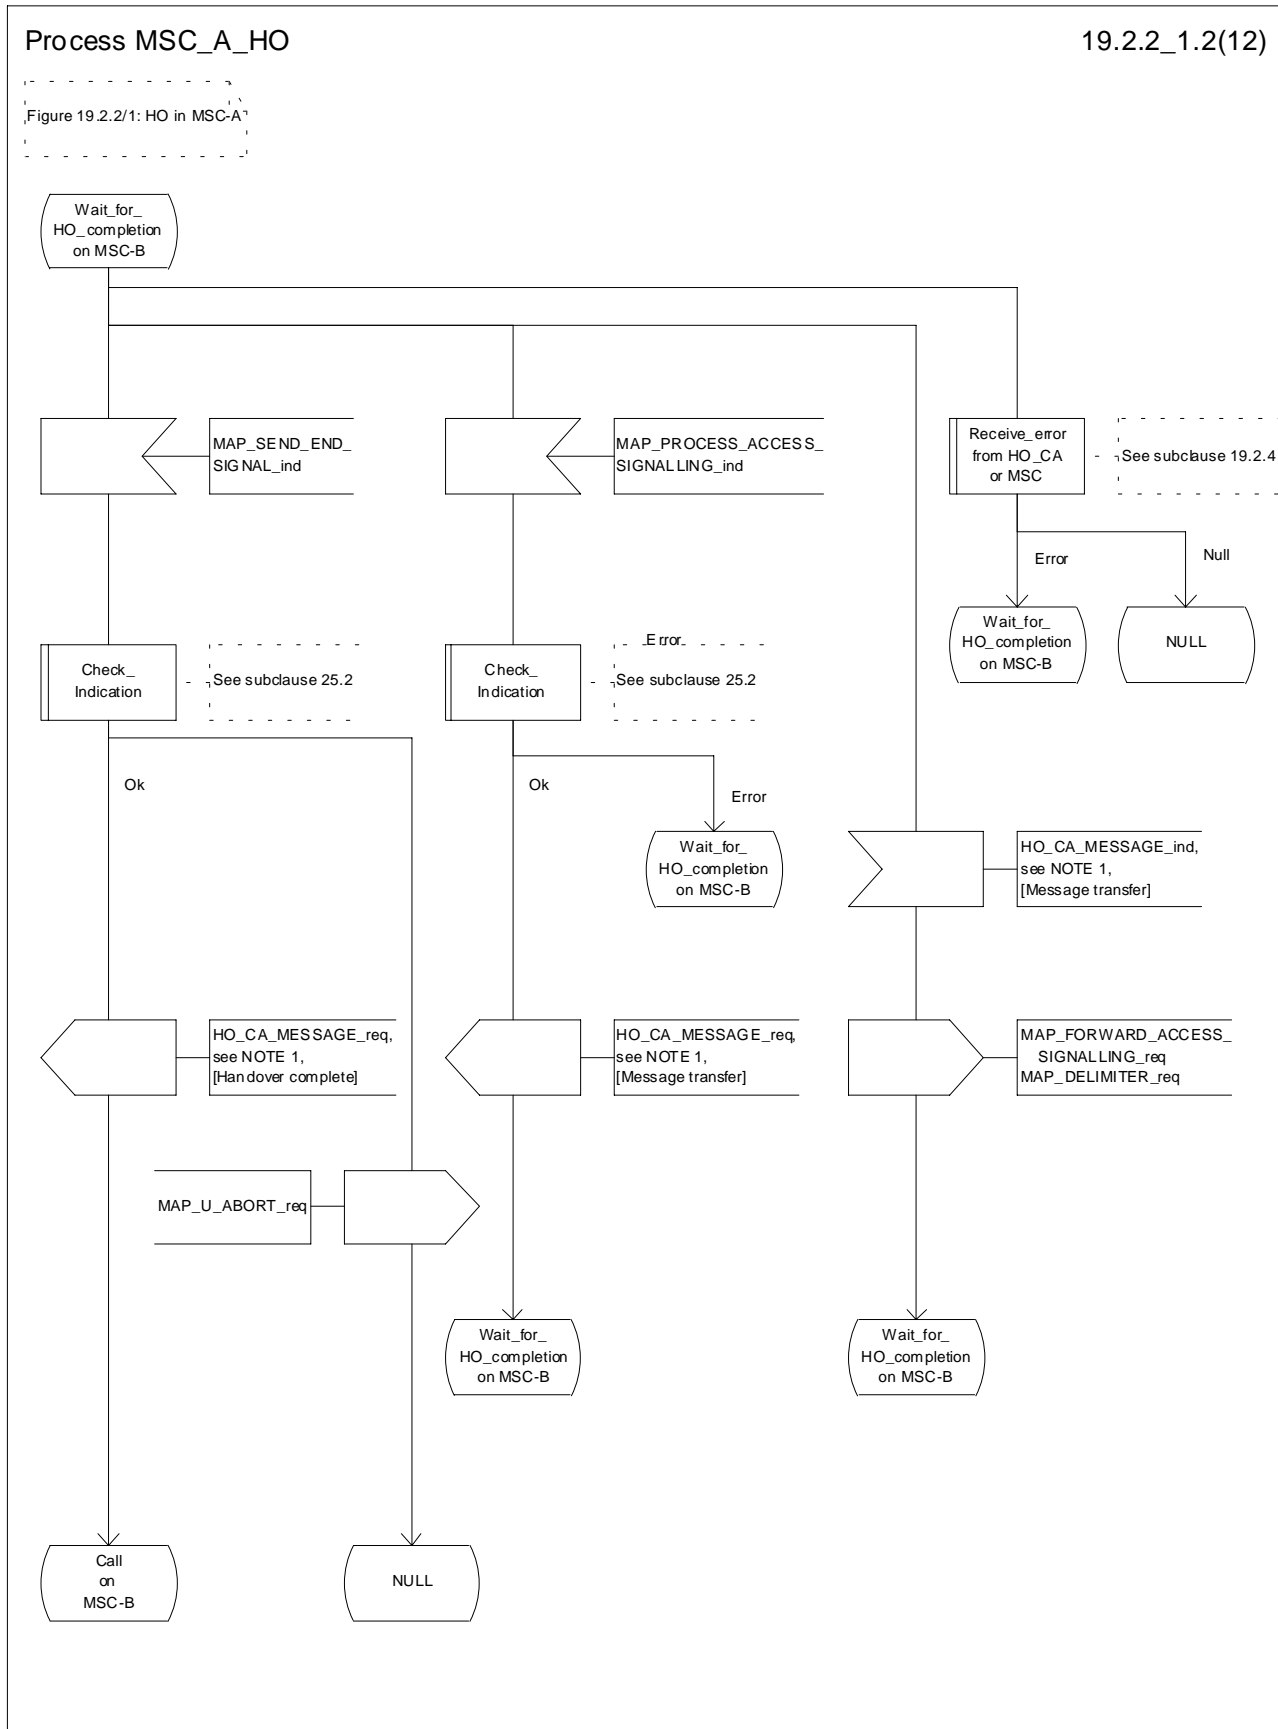 Process MSC_A_HO
19.2.2_1.2(12)
Figure 19.2.2/1: HO in MSC-A
Wait_for_
HO_completion
on MSC-B
MAP_SEND_END_
SIGNAL_ind
MAP_PROCESS_ACCESS_
SIGNALLING_ind
Receive_error
from HO_CA
or MSC
See subclause 19.2.4
Error
Null
Wait_for_
HO_completion
on MSC-B
NULL
Check_
Indication
See subclause 25.2
Error
Check_
Indication
See subclause 25.2
Ok
Ok
Error
Wait_for_
HO_completion
on MSC-B
HO_CA_MESSAGE_ind,
see NOTE 1,
[Message transfer]
HO_CA_MESSAGE_req,
see NOTE 1,
[Handover complete]
HO_CA_MESSAGE_req,
see NOTE 1,
[Message transfer]
MAP_FORWARD_ACCESS_
SIGNALLING_req
MAP_DELIMITER_req
MAP_U_ABORT_req
Wait_for_
HO_completion
on MSC-B
Wait_for_
HO_completion
on MSC-B
Call
on
MSC-B
NULL